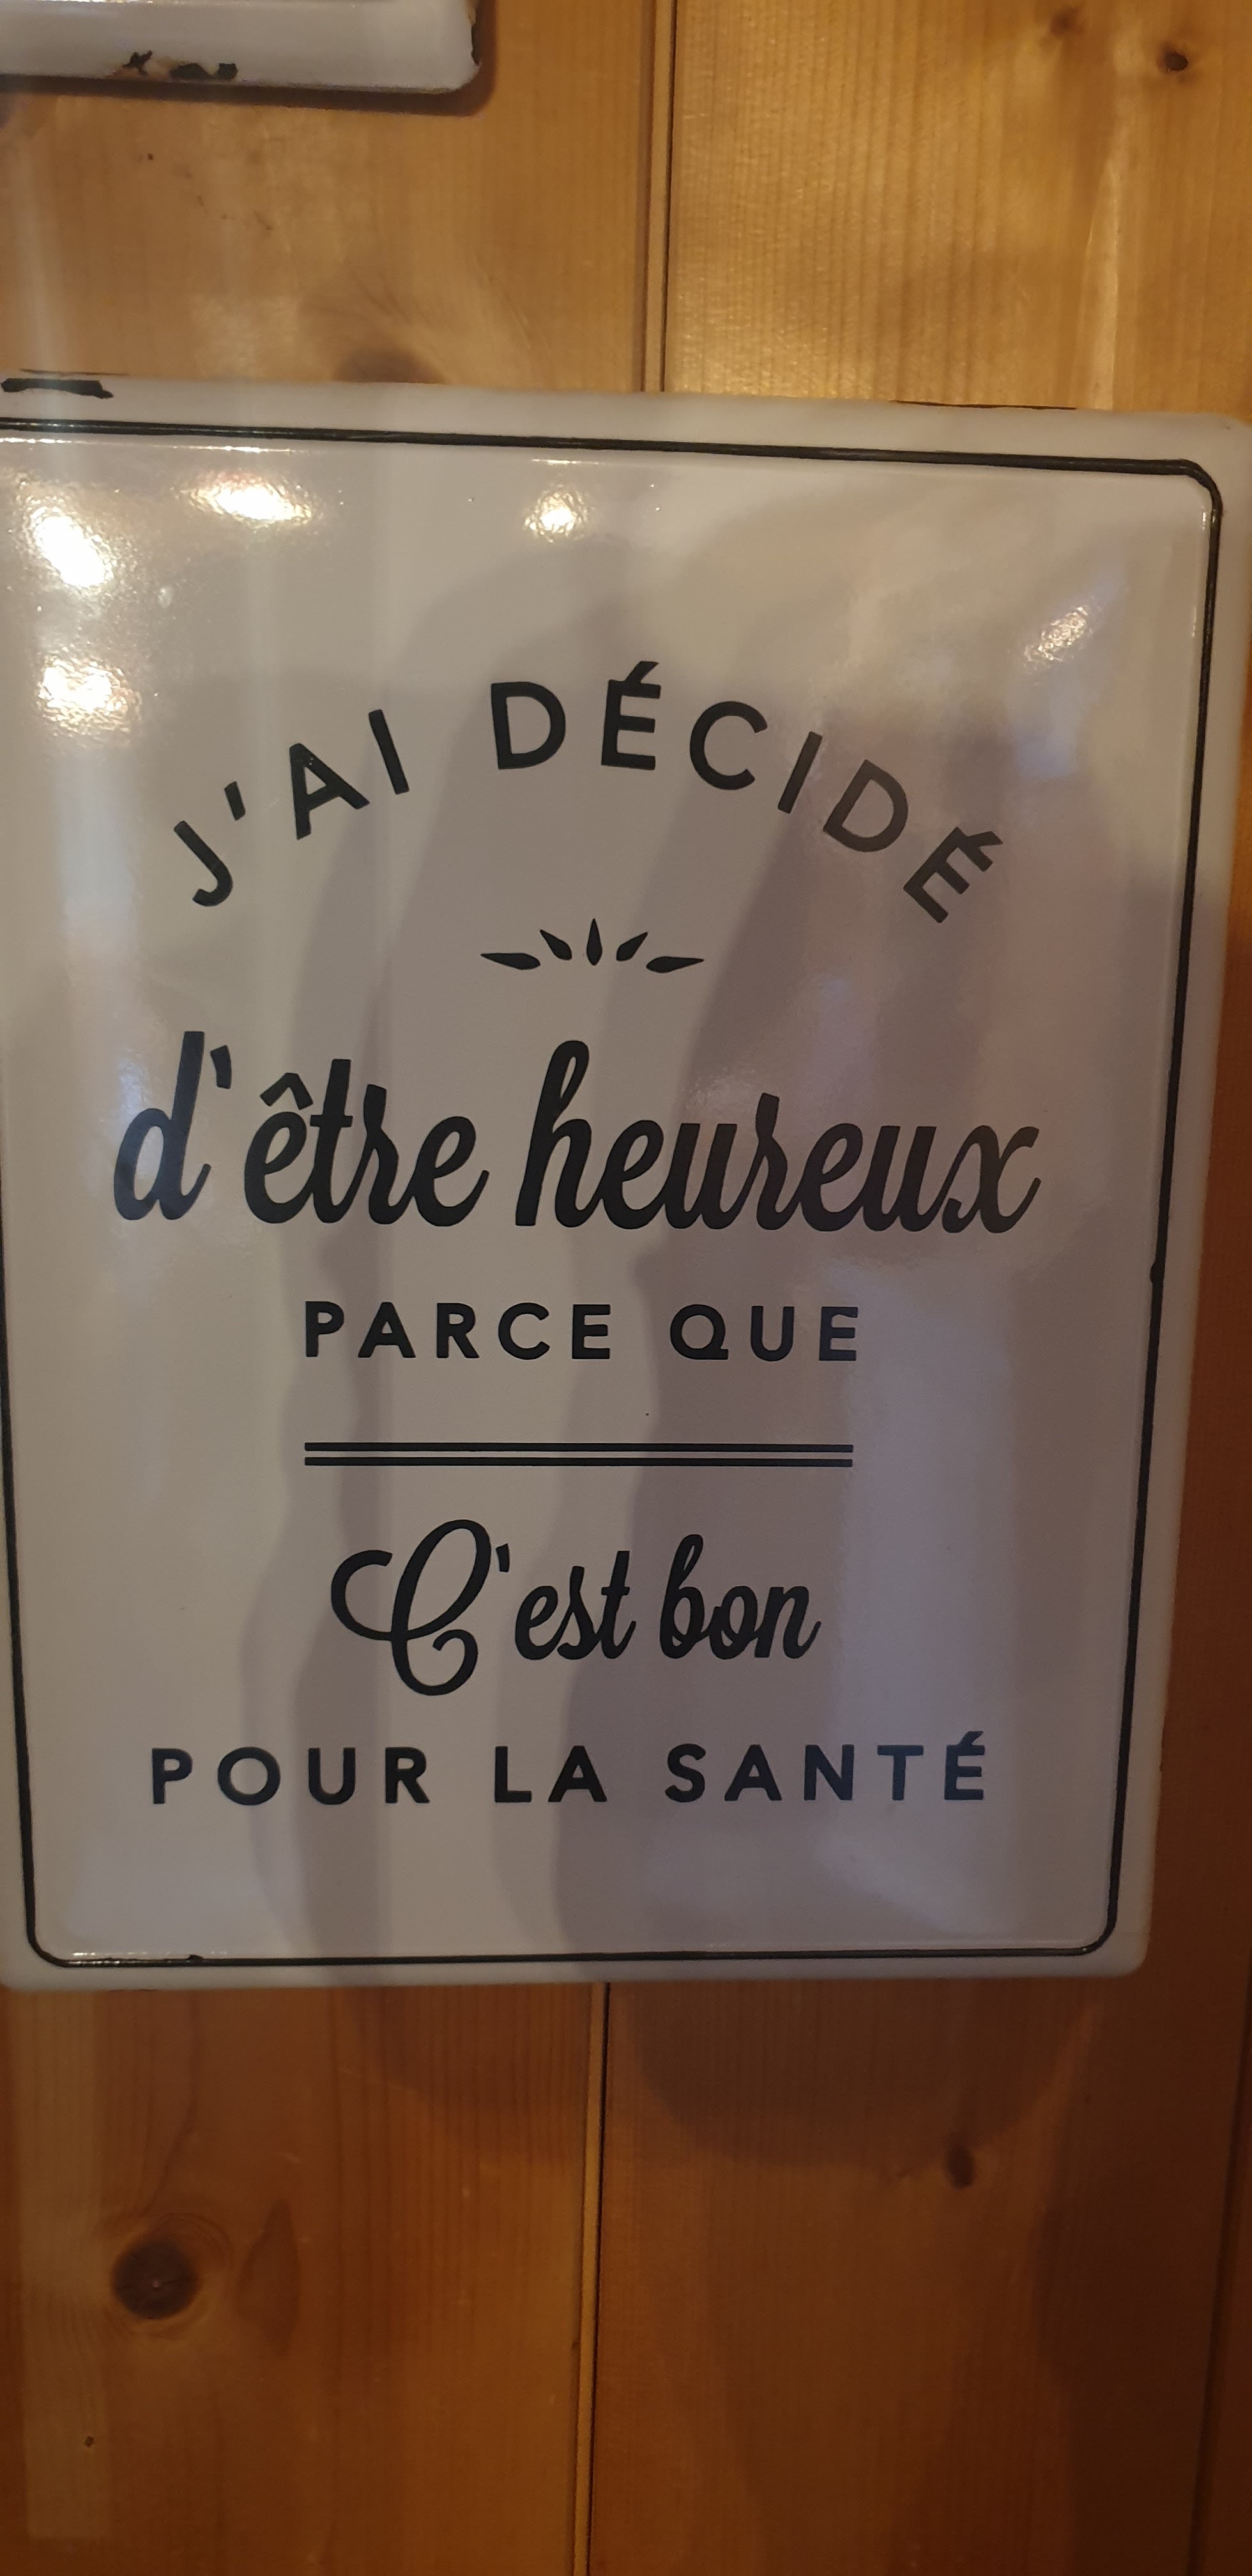 J'AI DÉCIDÉ
d'être heureux
PARCE QUE
C'est bon
POUR LA SANTÉ